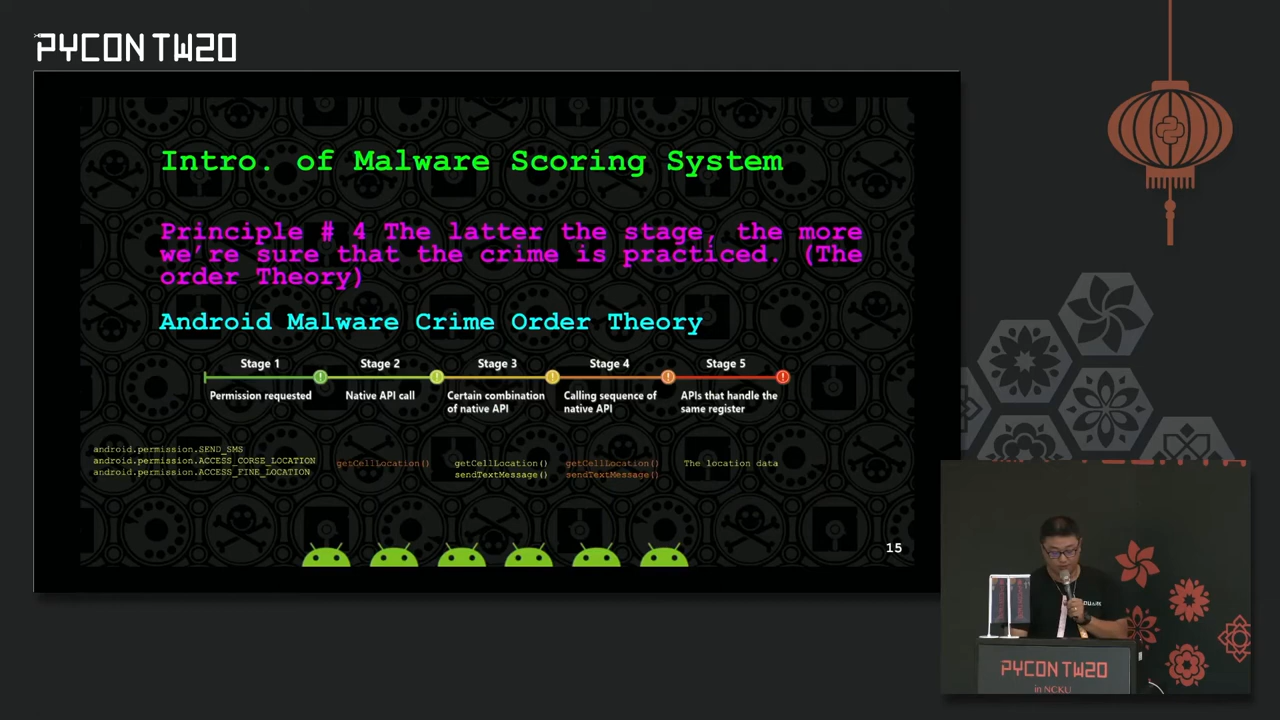 PYCON TW20
Intro. of Malware Scoring System
Principle # 4 The latter the stage, the more
we're sure that the crime is practiced. (The
order Theory)
Android Malware Crime Order Theory
Stage 1
Stage 2
Stage 3
Stage 4
Stage 5
Permission requested
Native API call
Certain combination
of native API
Calling sequence of
native API
APIs that handle the
same register
android.permission.SEND_SMS
android.permission.ACCESS_CORSE_LOCATION
android.permission.ACCESS_FINE_LOCATION
getCellLocation()
getCellLocation()
sendTextMessage()
getCellLocation()
sendTextMessage()
The location data
15
PYCON TW20
in NCKU